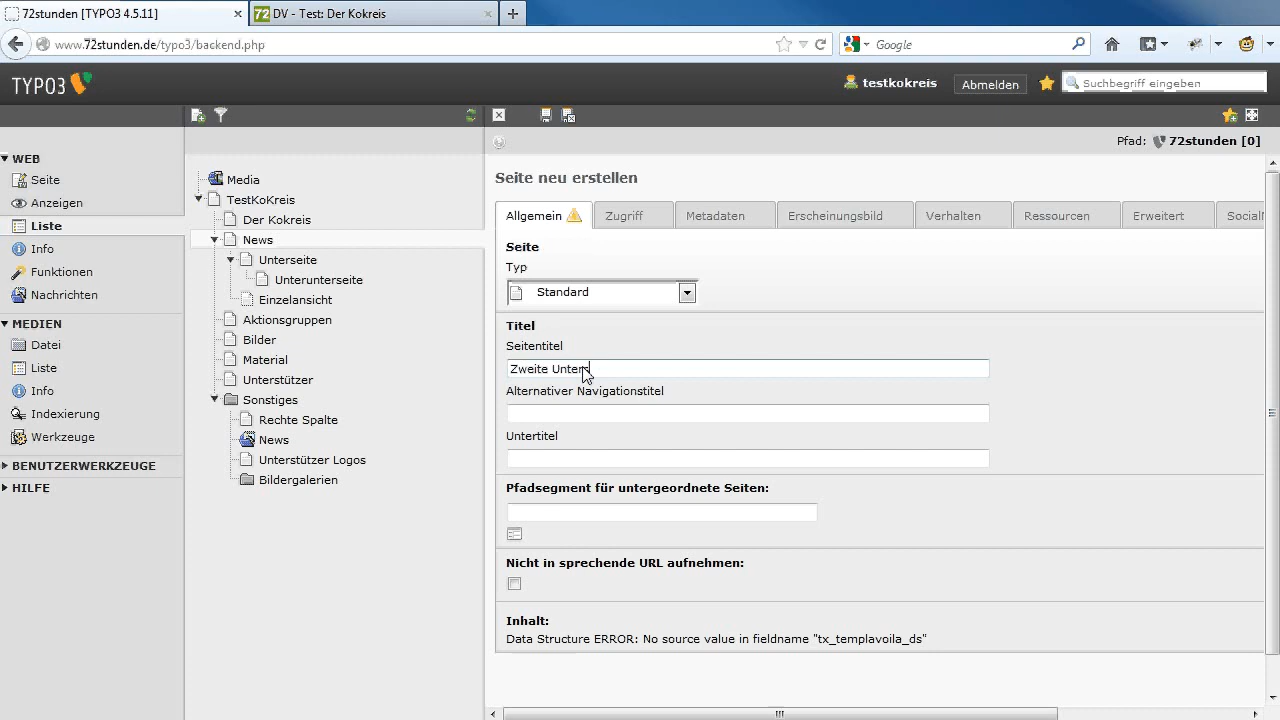 72stunden [TYPO3 4.5.11]
72 DV - Test: Der Kokreis
www.72stunden.de/typo3/backend.php
Google
TYPO3
testkokreis
Abmelden
Suchbegriff eingeben
Pfad: 72stunden [0]
WEB
Seite
Anzeigen
Liste
Info
Funktionen
Nachrichten
MEDIEN
Datei
Liste
Info
Indexierung
Werkzeuge
BENUTZERWERKZEUGE
HILFE
Media
TestKoKreis
Der Kokreis
News
Unterseite
Unterunterseite
Einzelansicht
Aktionsgruppen
Bilder
Material
Unterstützer
Sonstiges
Rechte Spalte
News
Unterstützer Logos
Bildergalerien
Seite neu erstellen
Allgemein Zugriff Metadaten Erscheinungsbild Verhalten Ressourcen Erweitert Social
Seite
Typ
Standard
Titel
Seitentitel
Zweite Unters
Alternativer Navigationstitel
Untertitel
Pfadsegment für untergeordnete Seiten:
Nicht in sprechende URL aufnehmen:
Inhalt:
Data Structure ERROR: No source value in fieldname "tx_templavoila_ds"